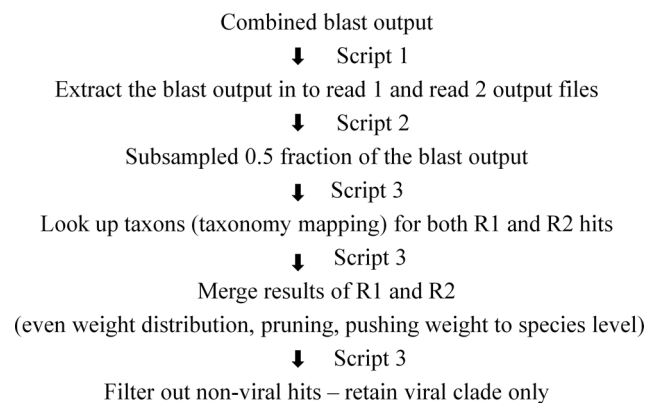 Combined blast output
⬇ Script 1
Extract the blast output in to read 1 and read 2 output files
⬇ Script 2
Subsampled 0.5 fraction of the blast output
⬇ Script 3
Look up taxons (taxonomy mapping) for both R1 and R2 hits
⬇ Script 3
Merge results of R1 and R2
(even weight distribution, pruning, pushing weight to species level)
⬇ Script 3
Filter out non-viral hits – retain viral clade only